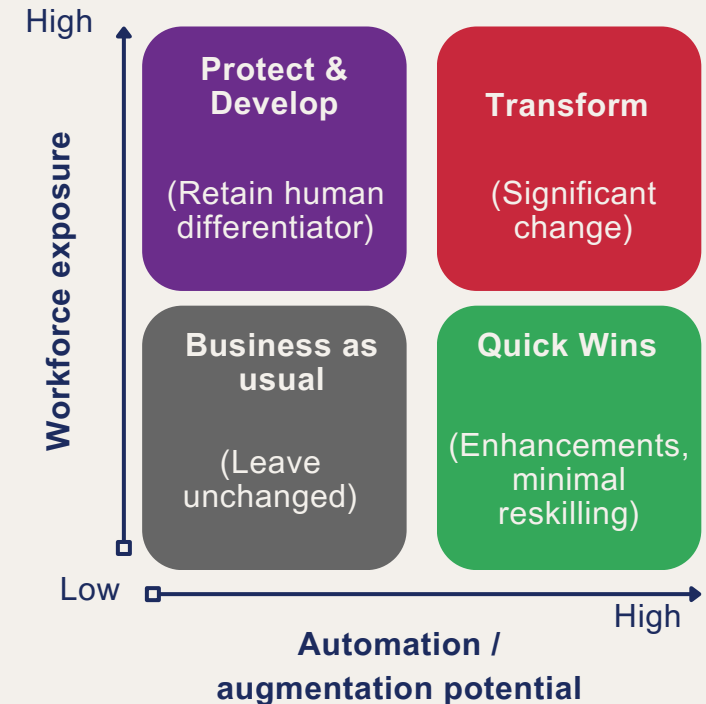 High
Workforce exposure
Protect &
Develop
(Retain human
differentiator)
Transform
(Significant
change)
Business as
usual
(Leave
unchanged)
Quick Wins
(Enhancements,
minimal
reskilling)
Low
High
Automation /
augmentation potential